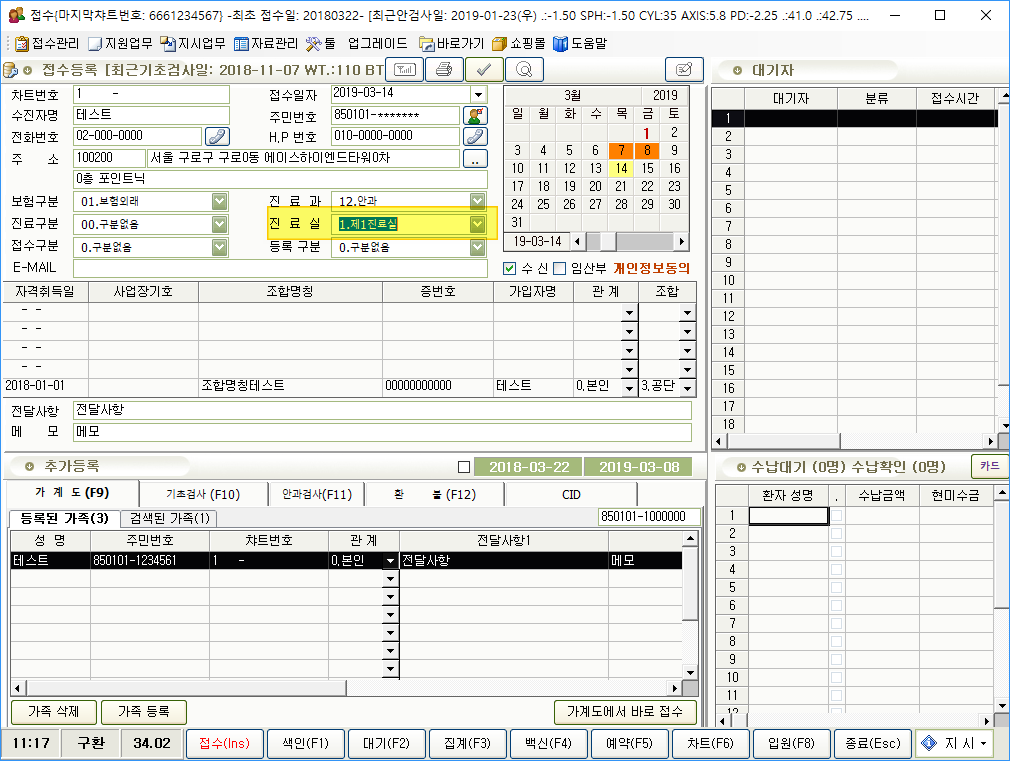 접수{마지막챠트번호: 6661234567} -최초 접수일: 20180322- [최근안검사일: 2019-01-23(우) .:-1.50 SPH:-1.50 CYL:35 AXIS:5.8 PD:-2.25 .:41.0 .:42.75 ....
접수관리 지원업무 지시업무 자료관리 툴 업그레이드 바로가기 쇼핑몰 도움말
접수등록 [최근기초검사일: 2018-11-07 WT.:110 BT
대기자
챠트번호 1 - 접수일자 2019-03-14
수진자명 테스트 주민번호 850101-*******
전화번호 02-000-0000 H.P 번호 010-0000-0000
주 소 100200 서울 구로구 구로0동 에이스하이엔드타워0차 ..
0층 포인트닉
보험구분 01.보험외래 진 료 과 12.안과
진료구분 00.구분없음 진 료 실 1.제1진료실
접수구분 0.구분없음 등록 구분 0.구분없음
E-MAIL
3월 2019
일 월 화 수 목 금 토
1 2
3 4 5 6 7 8 9
10 11 12 13 14 15 16
17 18 19 20 21 22 23
24 25 26 27 28 29 30
31
19-03-14
수 신 임산부 개인정보동의
자격취득일 사업장기호 조합명칭 증번호 가입자명 관 계 조합
- -
- -
- -
- -
2018-01-01 조합명칭테스트 00000000000 테스트 0.본인 3.공단
전달사항 전달사항
메 모 메모
대기자 분류 접수시간
1
2
3
4
5
6
7
8
9
10
11
12
13
14
15
16
17
18
추가등록 2018-03-22 2019-03-08
가 계 도(F9) 기초검사 (F10) 안과검사(F11) 환 불 (F12) CID
등록된 가족(3) 검색된 가족(1) 850101-1000000
성 명 주민번호 챠트번호 관 계 전달사항1
테스트 850101-1234561 1 - 0.본인 전달사항 메모
가족 삭제 가족 등록 가계도에서 바로 접수
수납대기 (0명) 수납확인 (0명) 카드
환자 성명 . 수납금액 현미수금
1
2
3
4
5
6
7
8
9
10
11
12
11:17 구환 34.02 접수(Ins) 색인(F1) 대기(F2) 집계(F3) 백신(F4) 예약(F5) 차트(F6) 입원(F8) 종료(Esc) 지 시